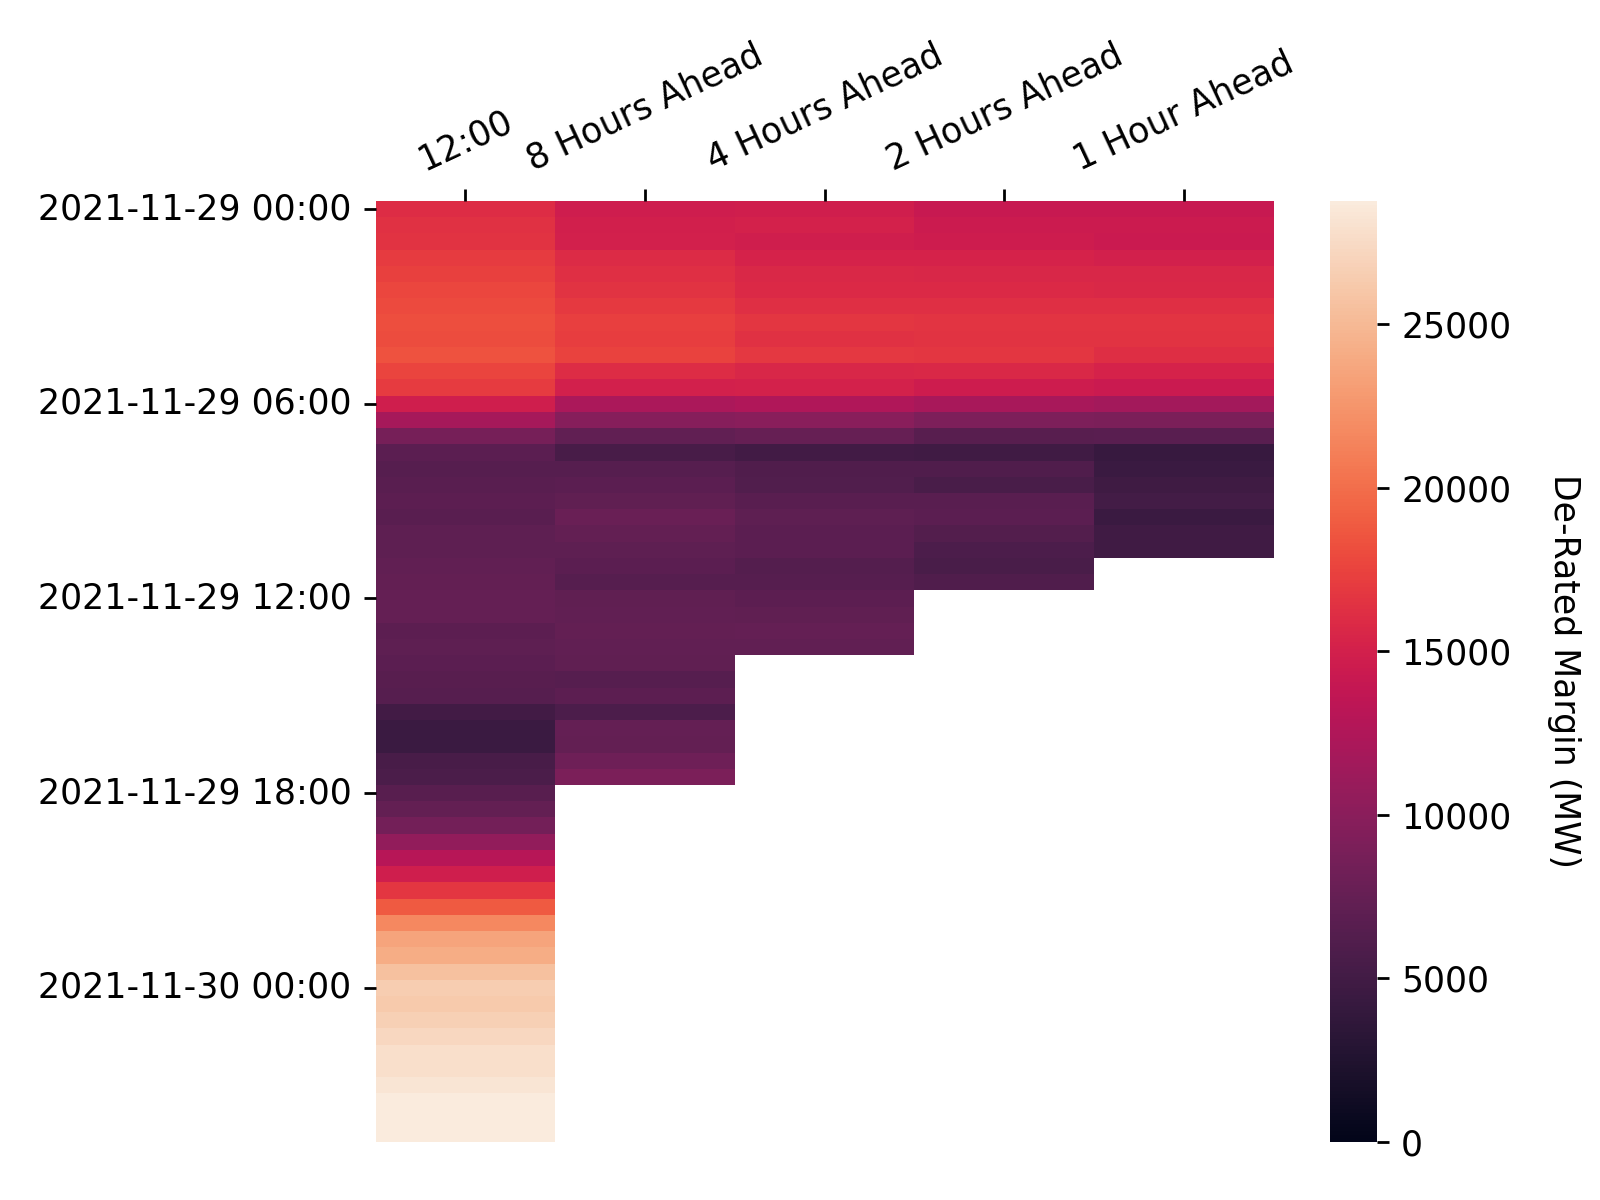 12:00
8 Hours Ahead
4 Hours Ahead
2 Hours Ahead
1 Hour Ahead
2021-11-29 00:00
2021-11-29 06:00
2021-11-29 12:00
2021-11-29 18:00
2021-11-30 00:00
25000
20000
15000
10000
5000
0
De-Rated Margin (MW)